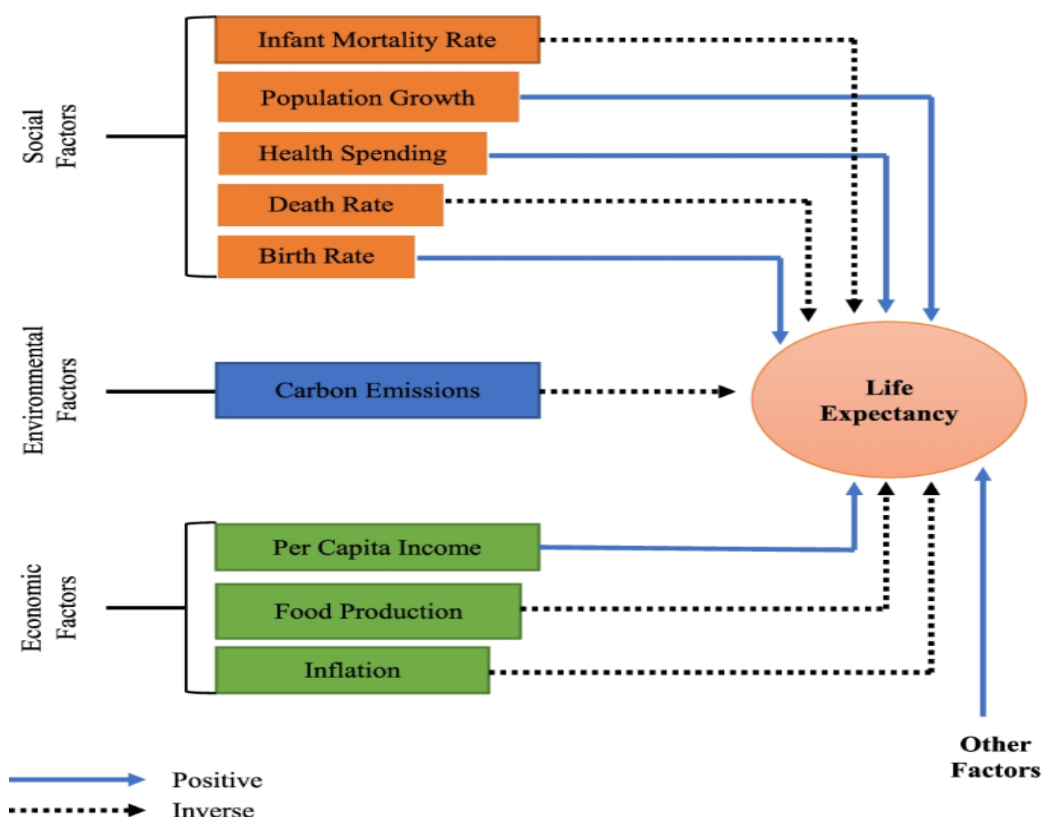 Social
Factors
Infant Mortality Rate
Population Growth
Health Spending
Death Rate
Birth Rate
Environmental
Factors
Carbon Emissions
Life
Expectancy
Economic
Factors
Per Capita Income
Food Production
Inflation
Other
Factors
Positive
Inverse